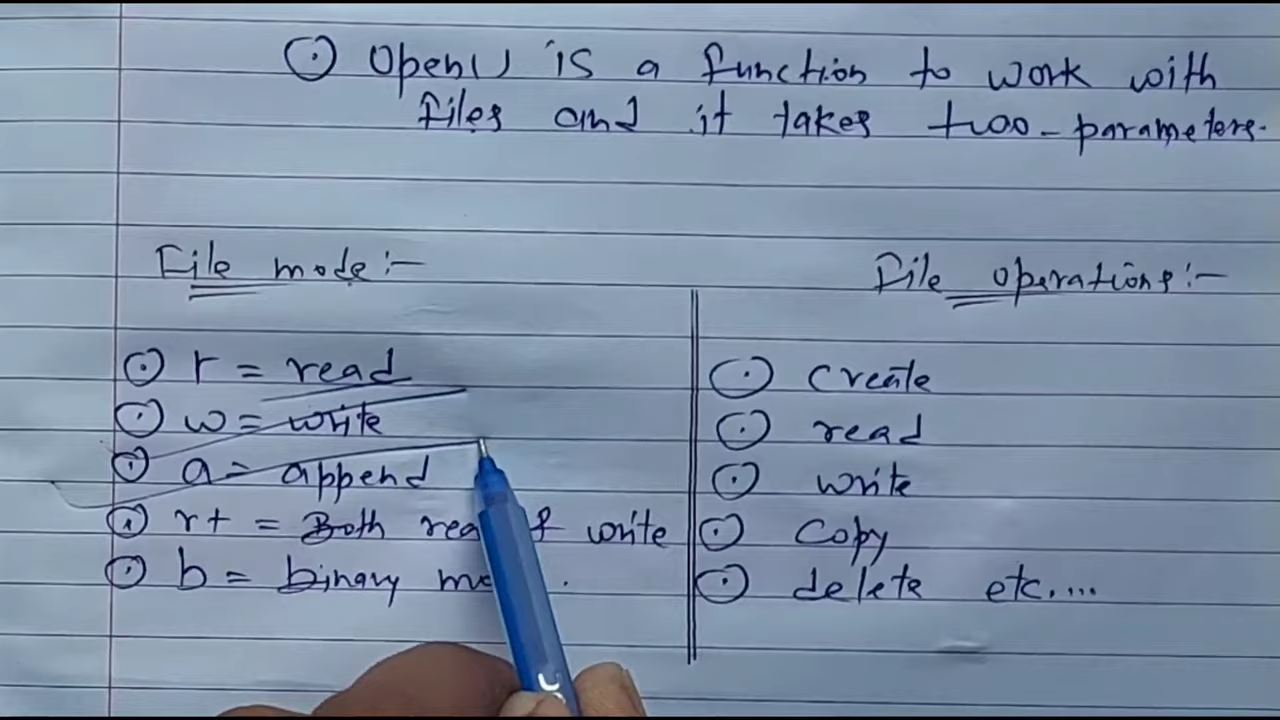 Open() is a function to work with
files and it takes two-parameters.
File mode:-
r = read
w = write
a = append
r+ = Both & write
b = binary
File operations:-
create
read
write
copy
delete etc....